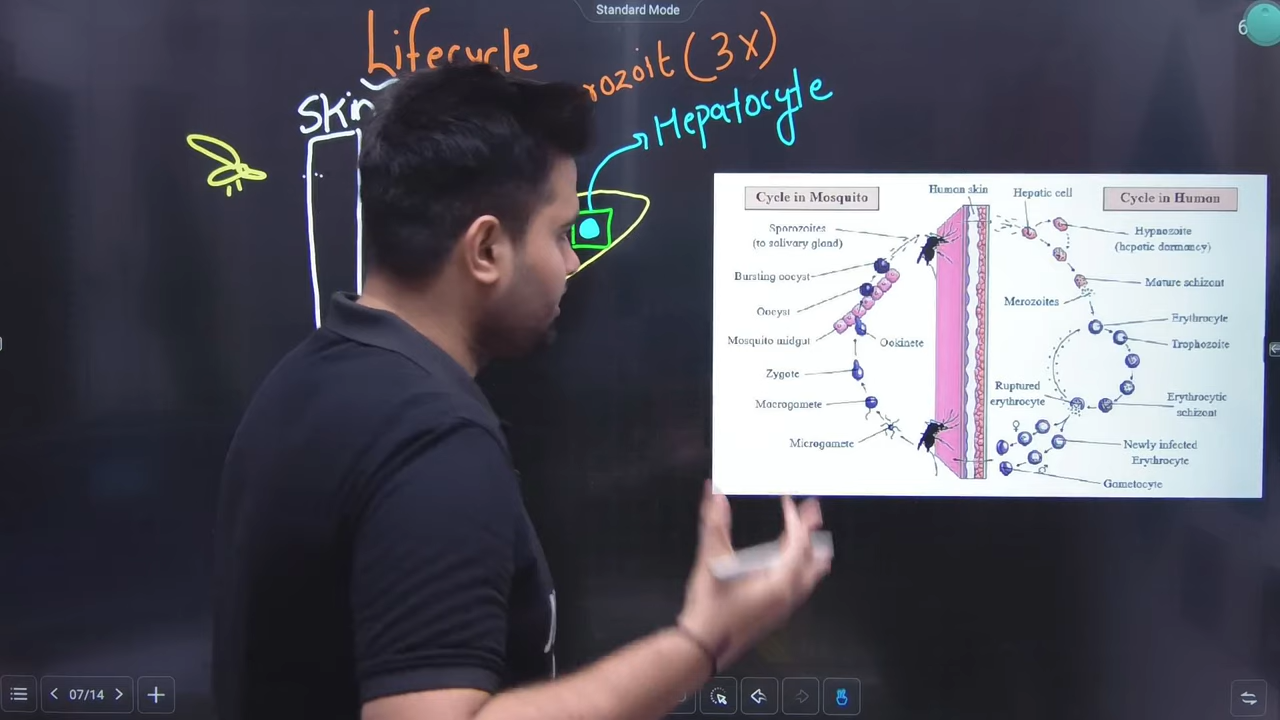 Standard Mode
6
Lifecycle
rozoit (3x)
Skin
Hepatocyte
Cycle in Mosquito
Human skin
Hepatic cell
Cycle in Human
Sporozoites
(to salivary gland)
Hypnozoite
(hepatic dormancy)
Bursting oocyst
Mature schizont
Merozoites
Oocyst
Erythrocyte
Mosquito midgut
Ookinete
Trophozoite
Zygote
Ruptured
erythrocyte
Erythrocytic
schizont
Macrogamete
♀
Microgamete
Newly infected
Erythrocyte
♂
Gametocyte
07/14